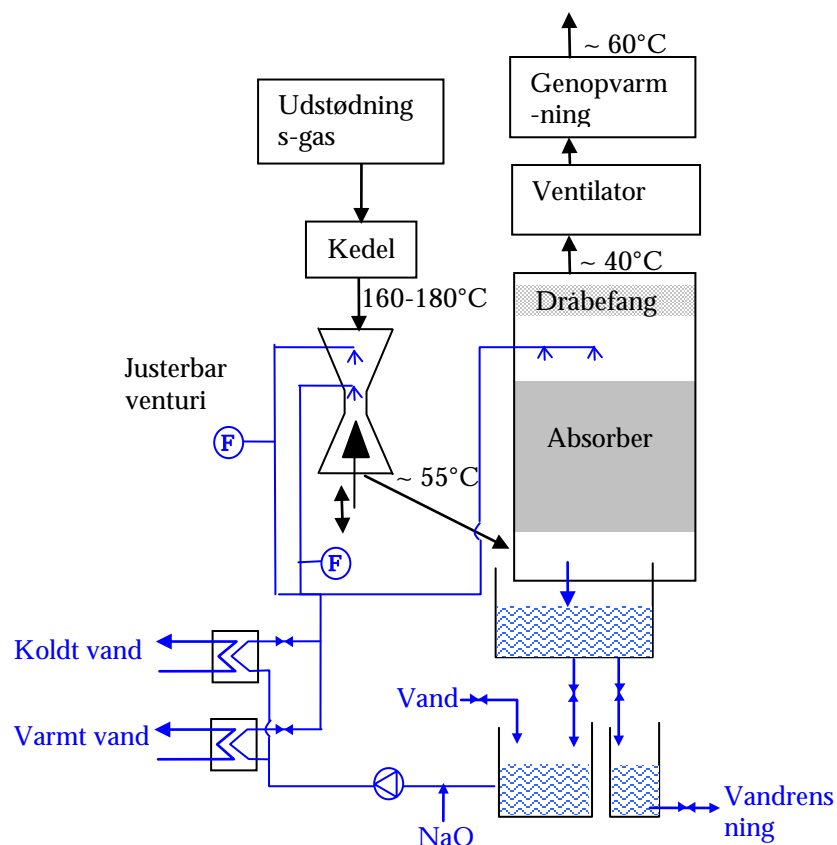 ~ 60°C
Genopvarm
-ning
Udstødning
s-gas
Ventilator
Kedel
~ 40°C
160-180°C
Dråbefang
Justerbar
venturi
F
Absorber
~ 55°C
F
Koldt vand
Vand
Varmt vand
Vandrens
ning
NaO